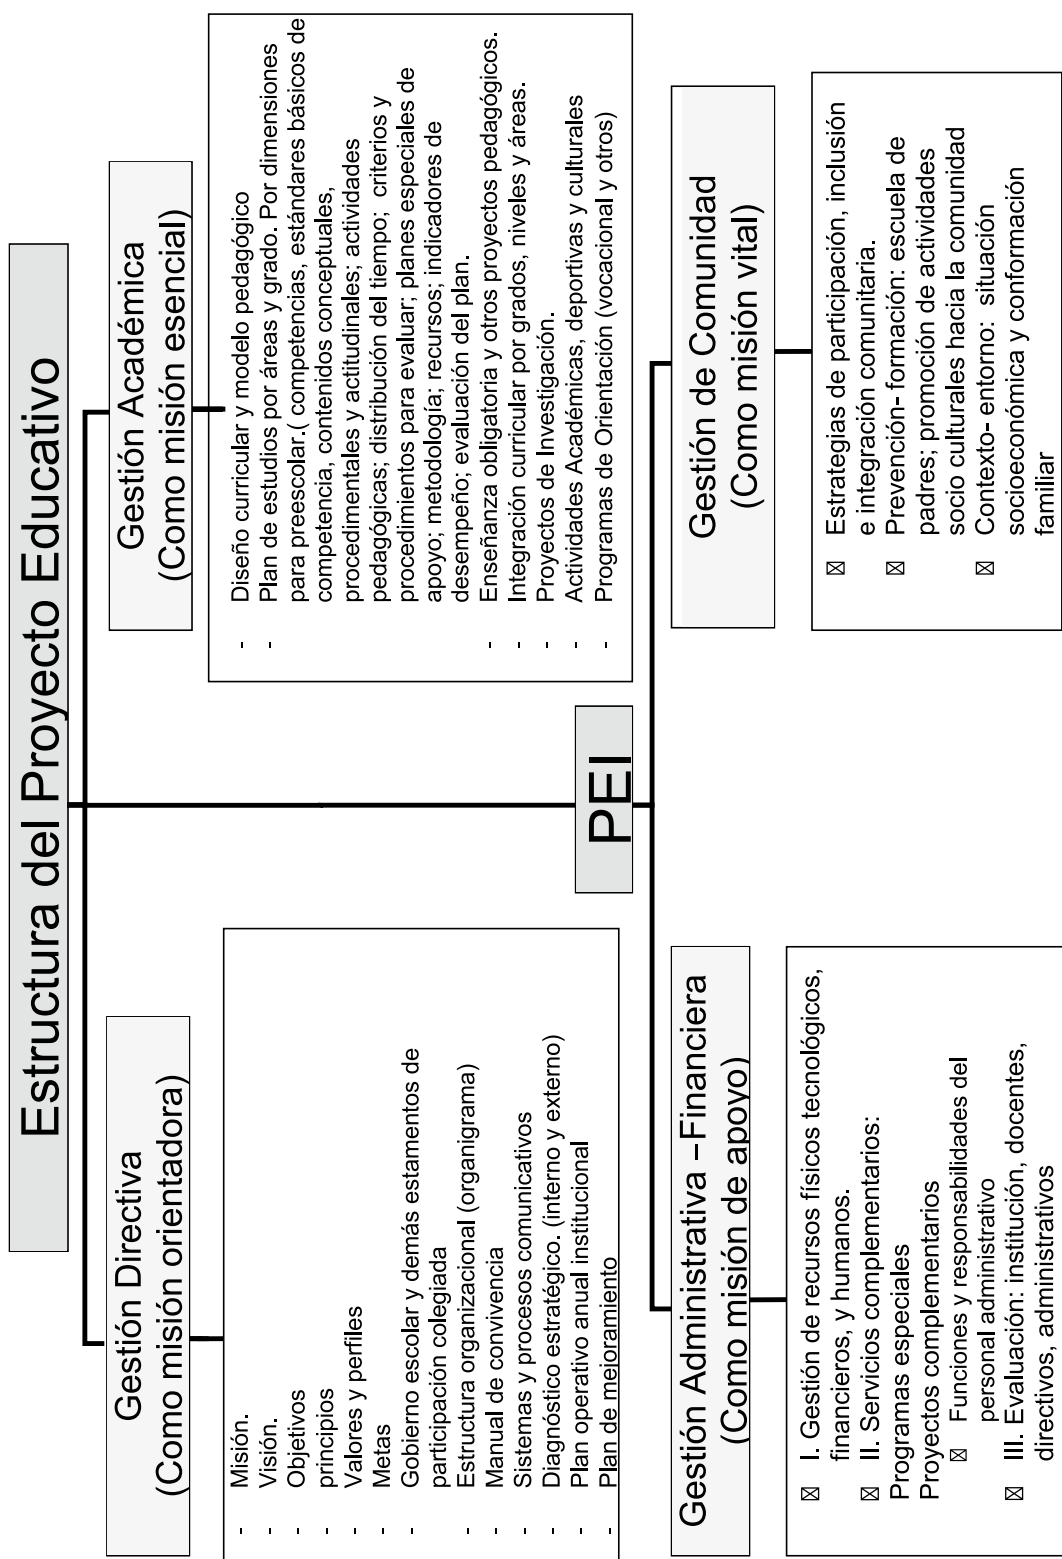 Estructura del Proyecto Educativo
Gestión Directiva
(Como misión orientadora)
- Misión.
- Visión.
- Objetivos
- principios
- Valores y perfiles
- Metas
- Gobierno escolar y demás estamentos de
participación colegiada
- Estructura organizacional (organigrama)
- Manual de convivencia
- Sistemas y procesos comunicativos
- Diagnóstico estratégico. (interno y externo)
- Plan operativo anual institucional
- Plan de mejoramiento
Gestión Académica
(Como misión esencial)
- Diseño curricular y modelo pedagógico
- Plan de estudios por áreas y grado. Por dimensiones
para preescolar.( competencias, estándares básicos de
competencia, contenidos conceptuales,
procedimentales y actitudinales; actividades
pedagógicas; distribución del tiempo; criterios y
procedimientos para evaluar; planes especiales de
apoyo; metodología; recursos; indicadores de
desempeño; evaluación del plan.
- Enseñanza obligatoria y otros proyectos pedagógicos.
- Integración curricular por grados, niveles y áreas.
- Proyectos de Investigación.
- Actividades Académicas, deportivas y culturales
- Programas de Orientación (vocacional y otros)
PEI
Gestión Administrativa –Financiera
(Como misión de apoyo)
☒ I. Gestión de recursos físicos tecnológicos,
financieros, y humanos.
☒ II. Servicios complementarios:
Programas especiales
Proyectos complementarios
☒ Funciones y responsabilidades del
personal administrativo
☒ III. Evaluación: institución, docentes,
directivos, administrativos
Gestión de Comunidad
(Como misión vital)
☒ Estrategias de participación, inclusión
e integración comunitaria.
☒ Prevención-formación: escuela de
padres; promoción de actividades
socio culturales hacia la comunidad
☒ Contexto- entorno: situación
socioeconómica y conformación
familiar